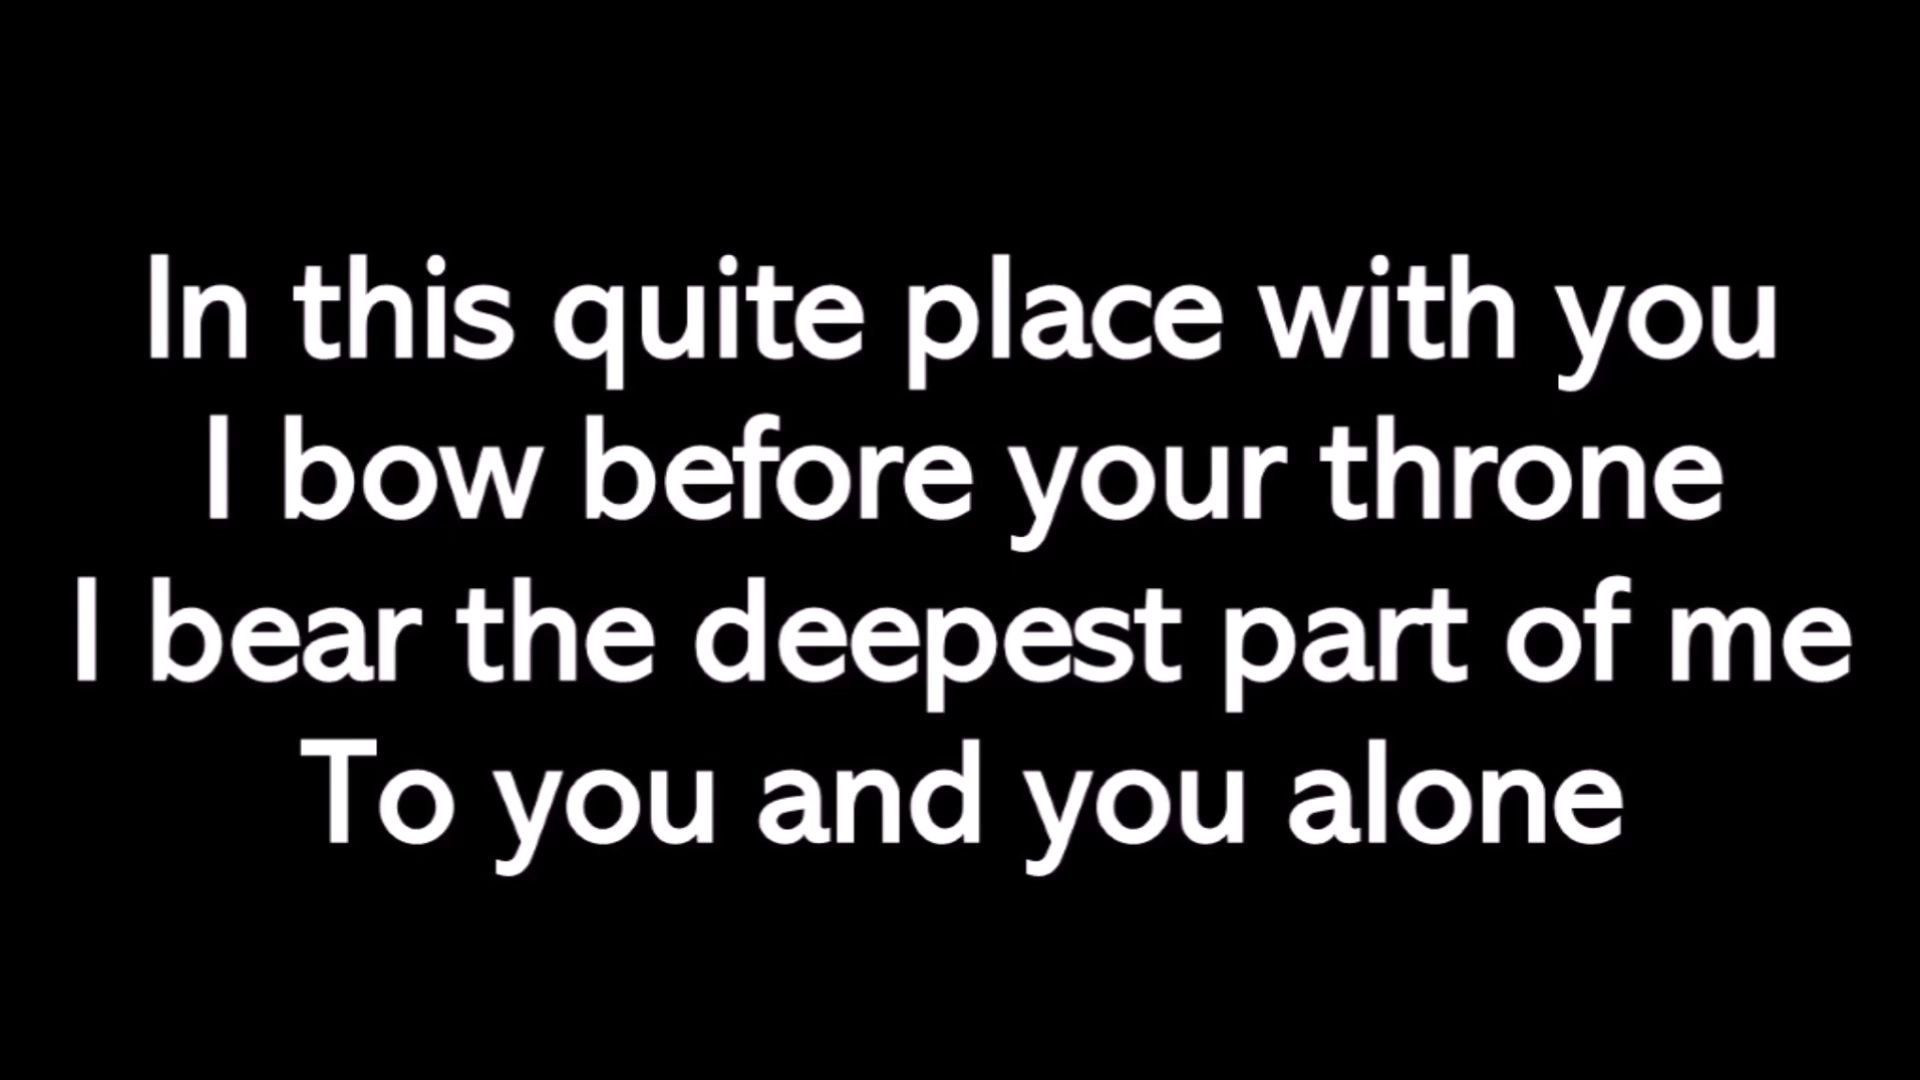 In this quite place with you
I bow before your throne
I bear the deepest part of me
To you and you alone